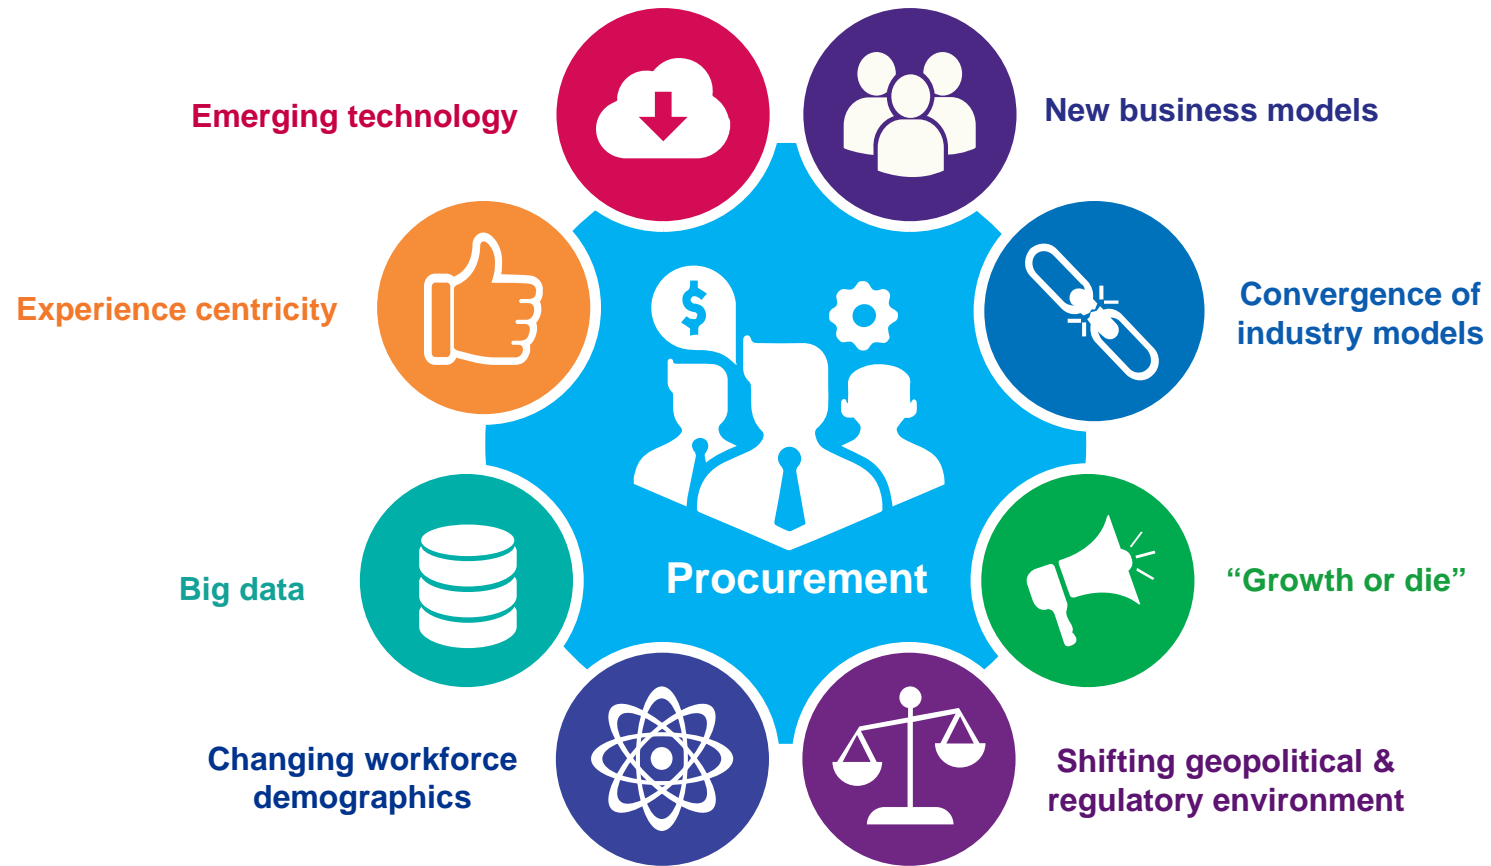 Emerging technology
New business models
Experience centricity
Convergence of
industry models
$
Procurement
Big data
“Growth or die”
Changing workforce
demographics
Shifting geopolitical &
regulatory environment